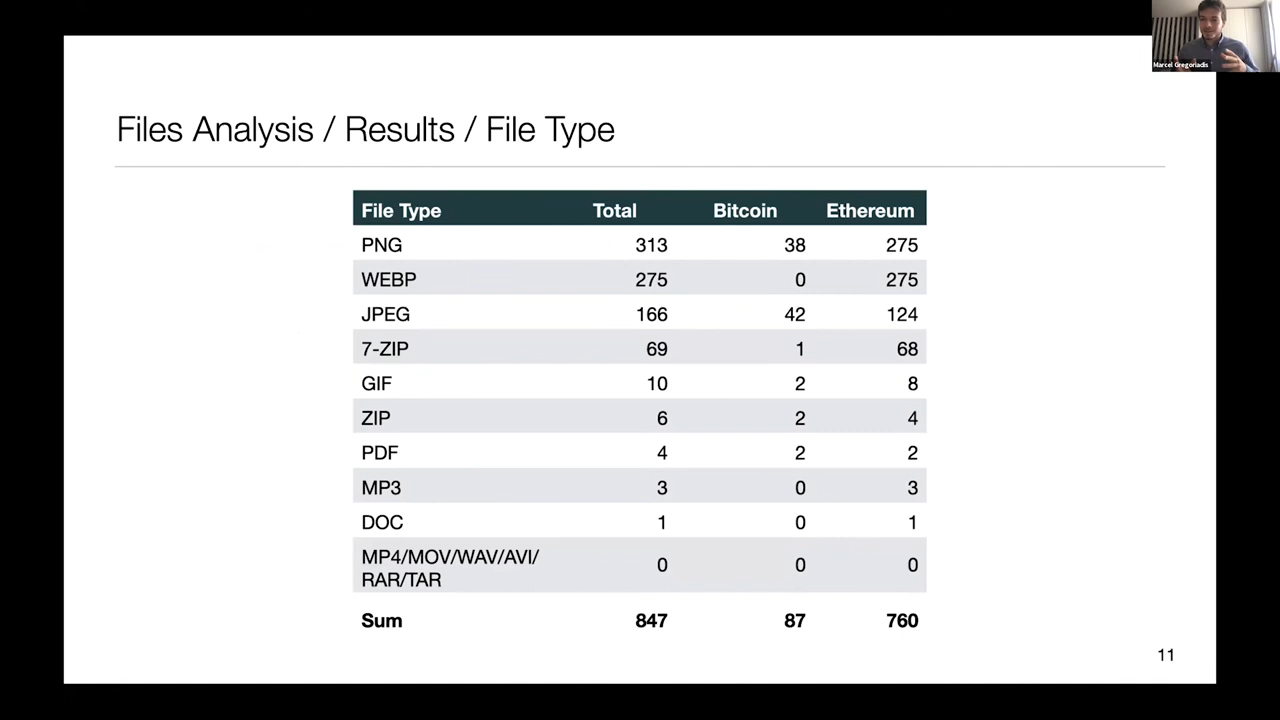 Marcel Gregoriadis
Files Analysis / Results / File Type
File Type Total Bitcoin Ethereum
PNG 313 38 275
WEBP 275 0 275
JPEG 166 42 124
7-ZIP 69 1 68
GIF 10 2 8
ZIP 6 2 4
PDF 4 2 2
MP3 3 0 3
DOC 1 0 1
MP4/MOV/WAV/AVI/
RAR/TAR 0 0 0
Sum 847 87 760
11